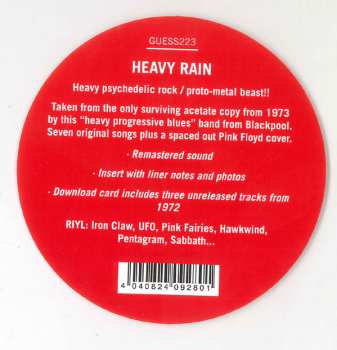 GUESS223
HEAVY RAIN
Heavy psychedelic rock / proto-metal beast!!
Taken from the only surviving acetate copy from 1973
by this "heavy progressive blues" band from Blackpool.
Seven original songs plus a spaced out Pink Floyd cover.
· Remastered sound
· Insert with liner notes and photos
· Download card includes three unreleased tracks from
1972
RIYL: Iron Claw, UFO, Pink Fairies, Hawkwind,
Pentagram, Sabbath...
4 040824 092801